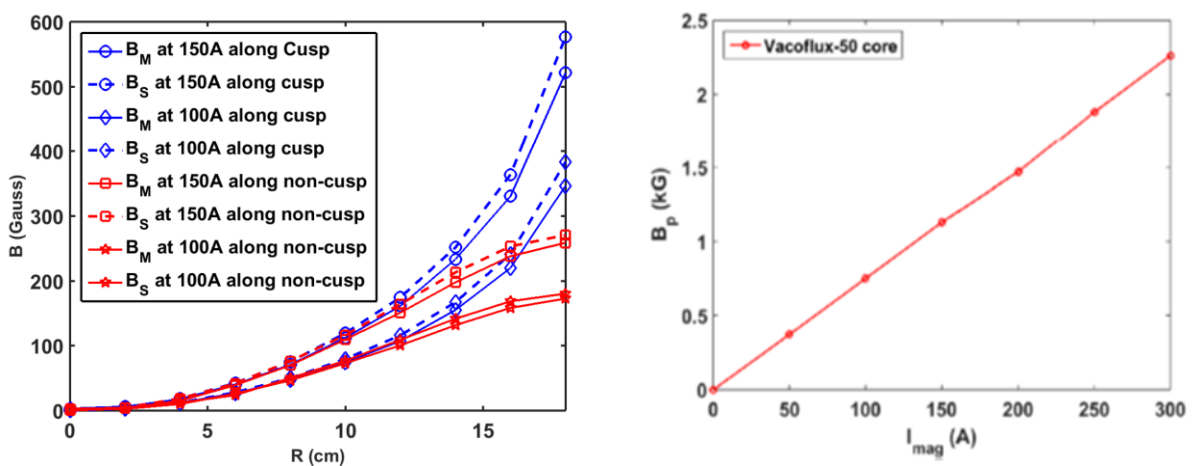 600
500
400
300
200
100
0
B (Gauss)
B_M at 150A along Cusp
B_S at 150A along cusp
B_M at 100A along cusp
B_S at 100A along cusp
B_M at 150A along non-cusp
B_S at 150A along non-cusp
B_M at 100A along non-cusp
B_S at 100A along non-cusp
0 5 10 15
R (cm)
2.5
2
1.5
1
0.5
0
B_p (kG)
Vacoflux-50 core
0 50 100 150 200 250 300
I_mag (A)